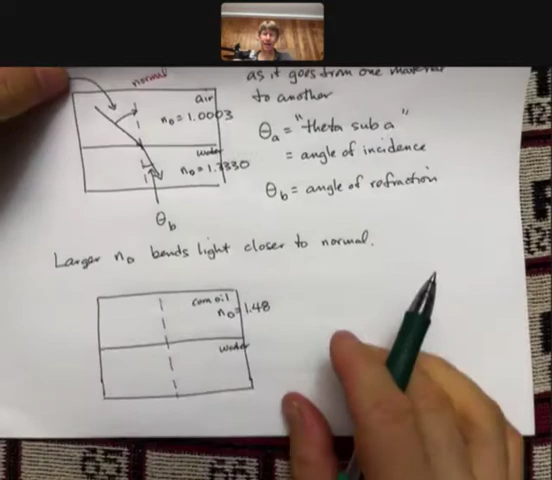 normal
as it goes from one material
to another
air
n₀ = 1.0003
θₐ = "theta sub a"
= angle of incidence
water
n₀ = 1.3330
θ_b = angle of refraction
θ_b
Larger n₀ bends light closer to normal.
corn oil
n₀ = 1.48
water